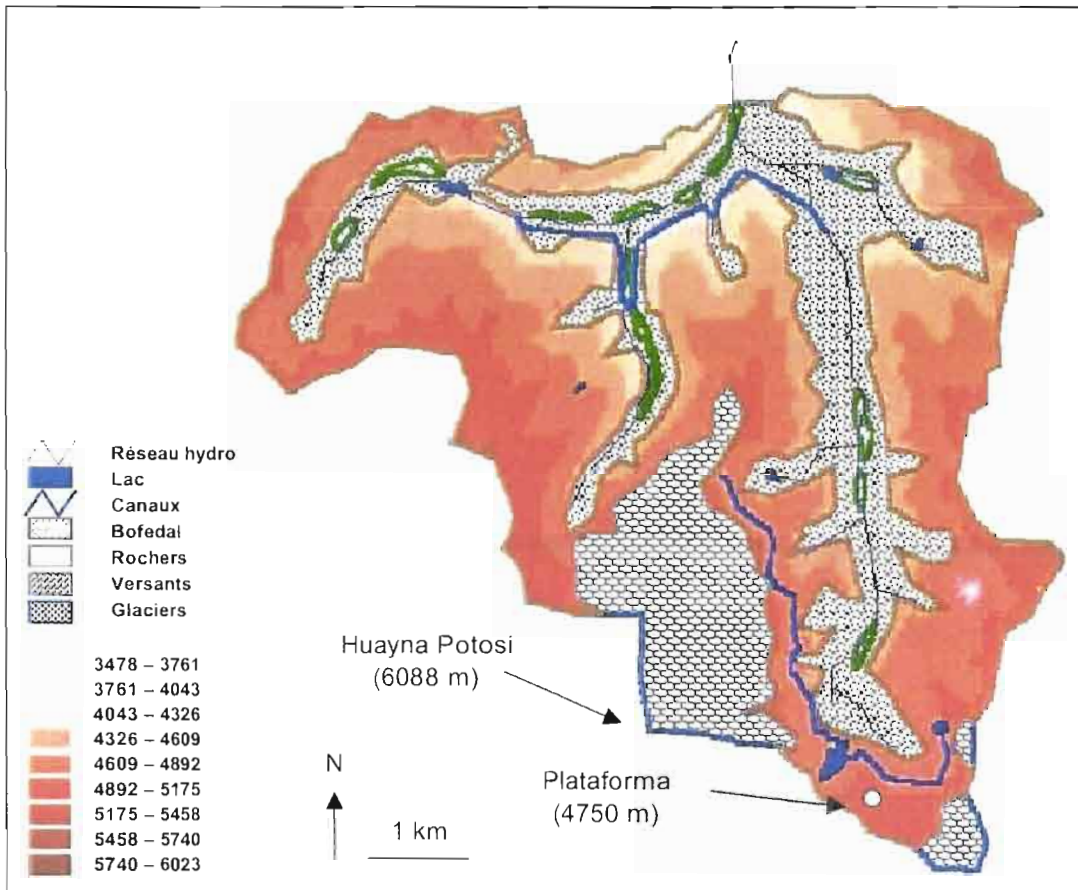 Réseau hydro
Lac
Canaux
Bofedal
Rochers
Versants
Glaciers
3478 – 3761
3761 – 4043
4043 – 4326
4326 – 4609
4609 – 4892
4892 – 5175
5175 – 5458
5458 – 5740
5740 – 6023
Huayna Potosi
(6088 m)
Plataforma
(4750 m)
N
1 km